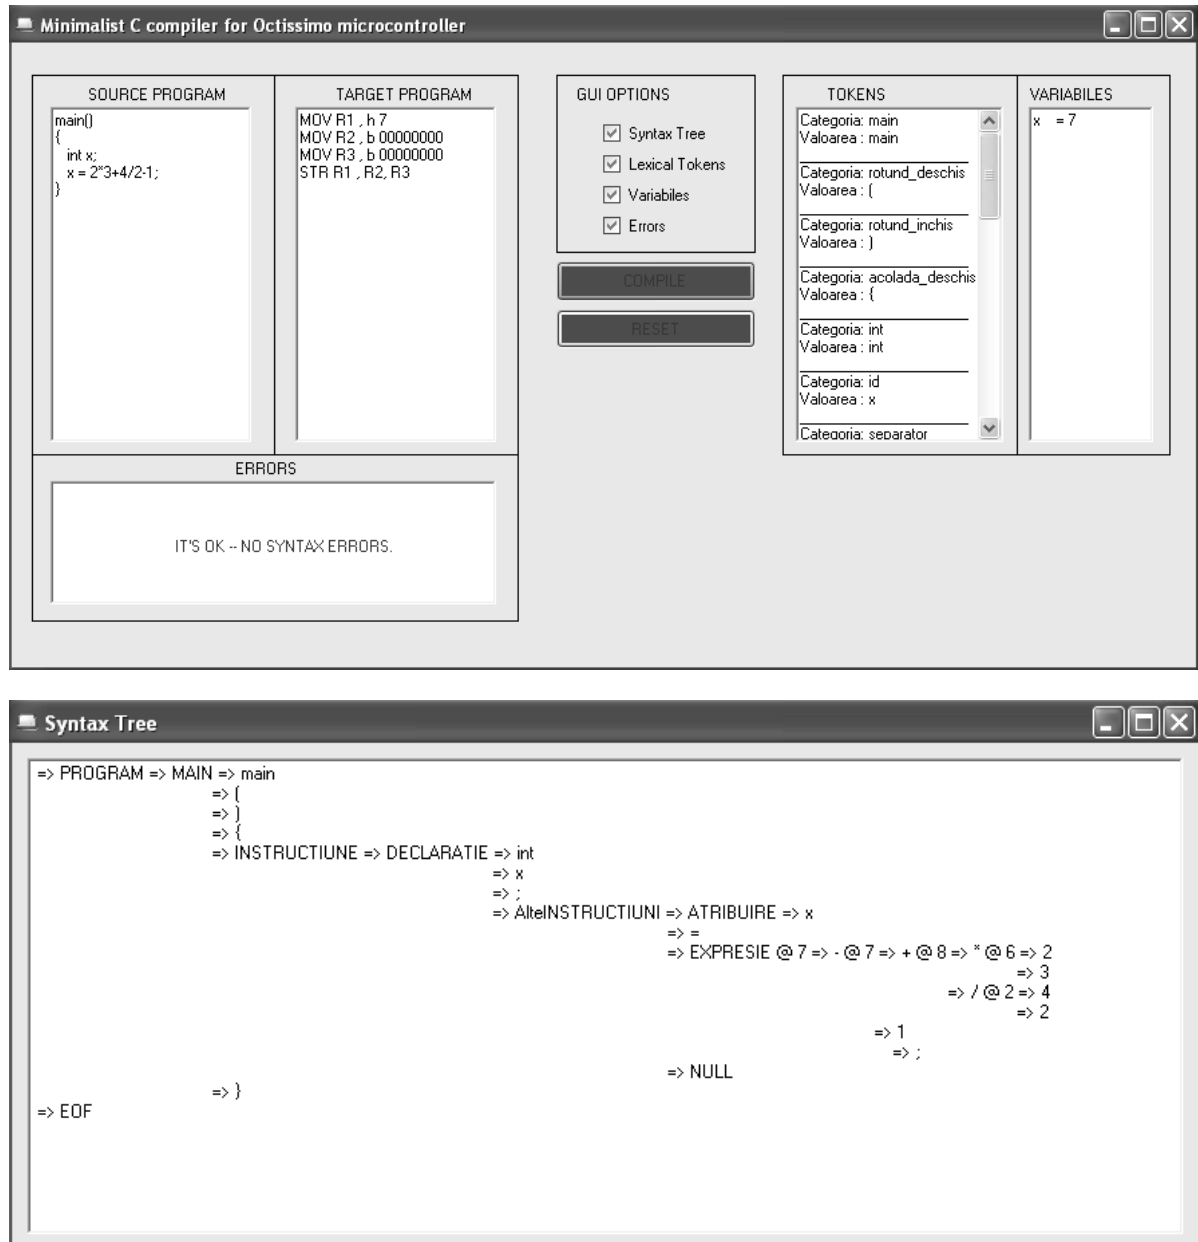 Minimalist C compiler for Octissimo microcontroller
SOURCE PROGRAM
main()
{
int x;
x = 2*3+4/2-1;
}
TARGET PROGRAM
MOV R1 , h 7
MOV R2 , b 00000000
MOV R3 , b 00000000
STR R1 , R2, R3
GUI OPTIONS
Syntax Tree
Lexical Tokens
Variabiles
Errors
COMPILE
RESET
TOKENS
Categoria: main
Valoarea : main
Categoria: rotund_deschis
Valoarea : (
Categoria: rotund_inchis
Valoarea : )
Categoria: acolada_deschis
Valoarea : {
Categoria: int
Valoarea : int
Categoria: id
Valoarea : x
Categoria: separator
VARIABILES
x = 7
ERRORS
IT'S OK -- NO SYNTAX ERRORS.
Syntax Tree
=> PROGRAM => MAIN => main
=> (
=> )
=> {
=> INSTRUCTIUNE => DECLARATIE => int
=> x
=> ;
=> AlteINSTRUCTIUNI => ATRIBUIRE => x
=> =
=> EXPRESIE @ 7 => - @ 7 => + @ 8 => * @ 6 => 2
=> 3
=> / @ 2 => 4
=> 2
=> 1
=> ;
=> NULL
=> }
=> EOF